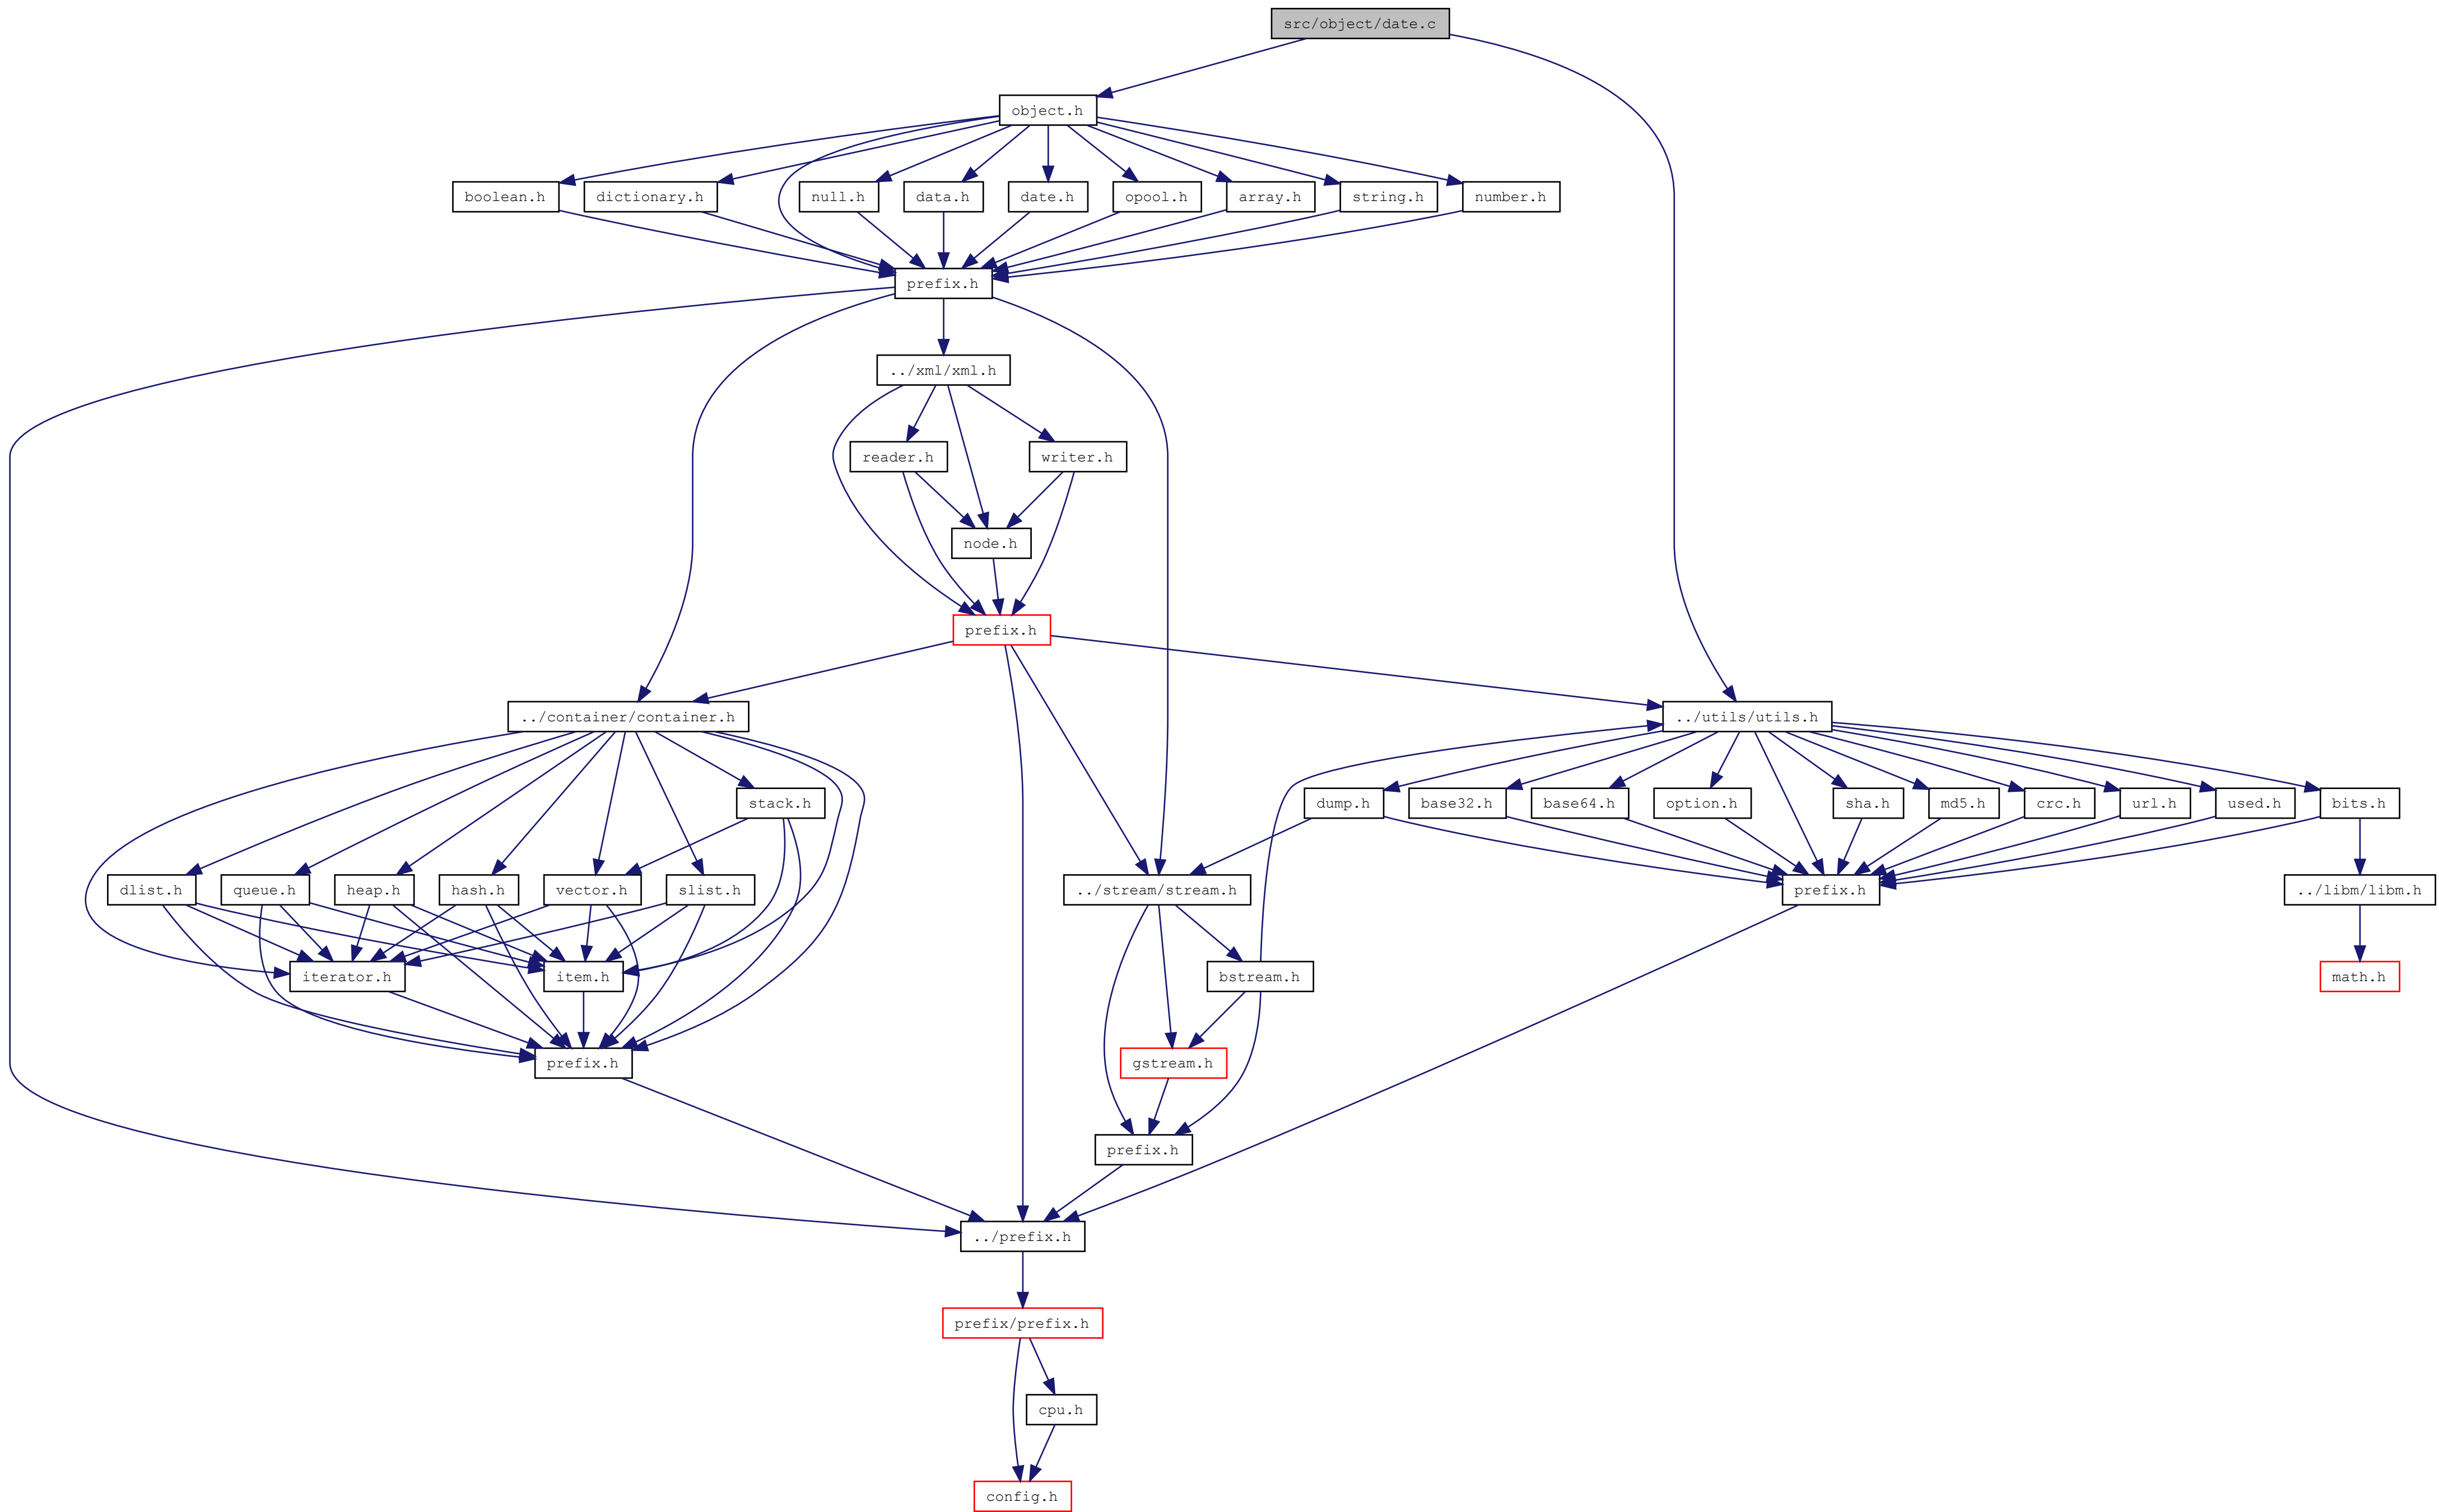 src/object/date.c
object.h
boolean.h
dictionary.h
null.h
data.h
date.h
opool.h
array.h
string.h
number.h
prefix.h
../xml/xml.h
reader.h
writer.h
node.h
prefix.h
../container/container.h
../utils/utils.h
stack.h
dump.h
base32.h
base64.h
option.h
sha.h
md5.h
crc.h
url.h
used.h
bits.h
dlist.h
queue.h
heap.h
hash.h
vector.h
slist.h
../stream/stream.h
prefix.h
../libm/libm.h
iterator.h
item.h
bstream.h
math.h
prefix.h
gstream.h
prefix.h
../prefix.h
prefix/prefix.h
cpu.h
config.h